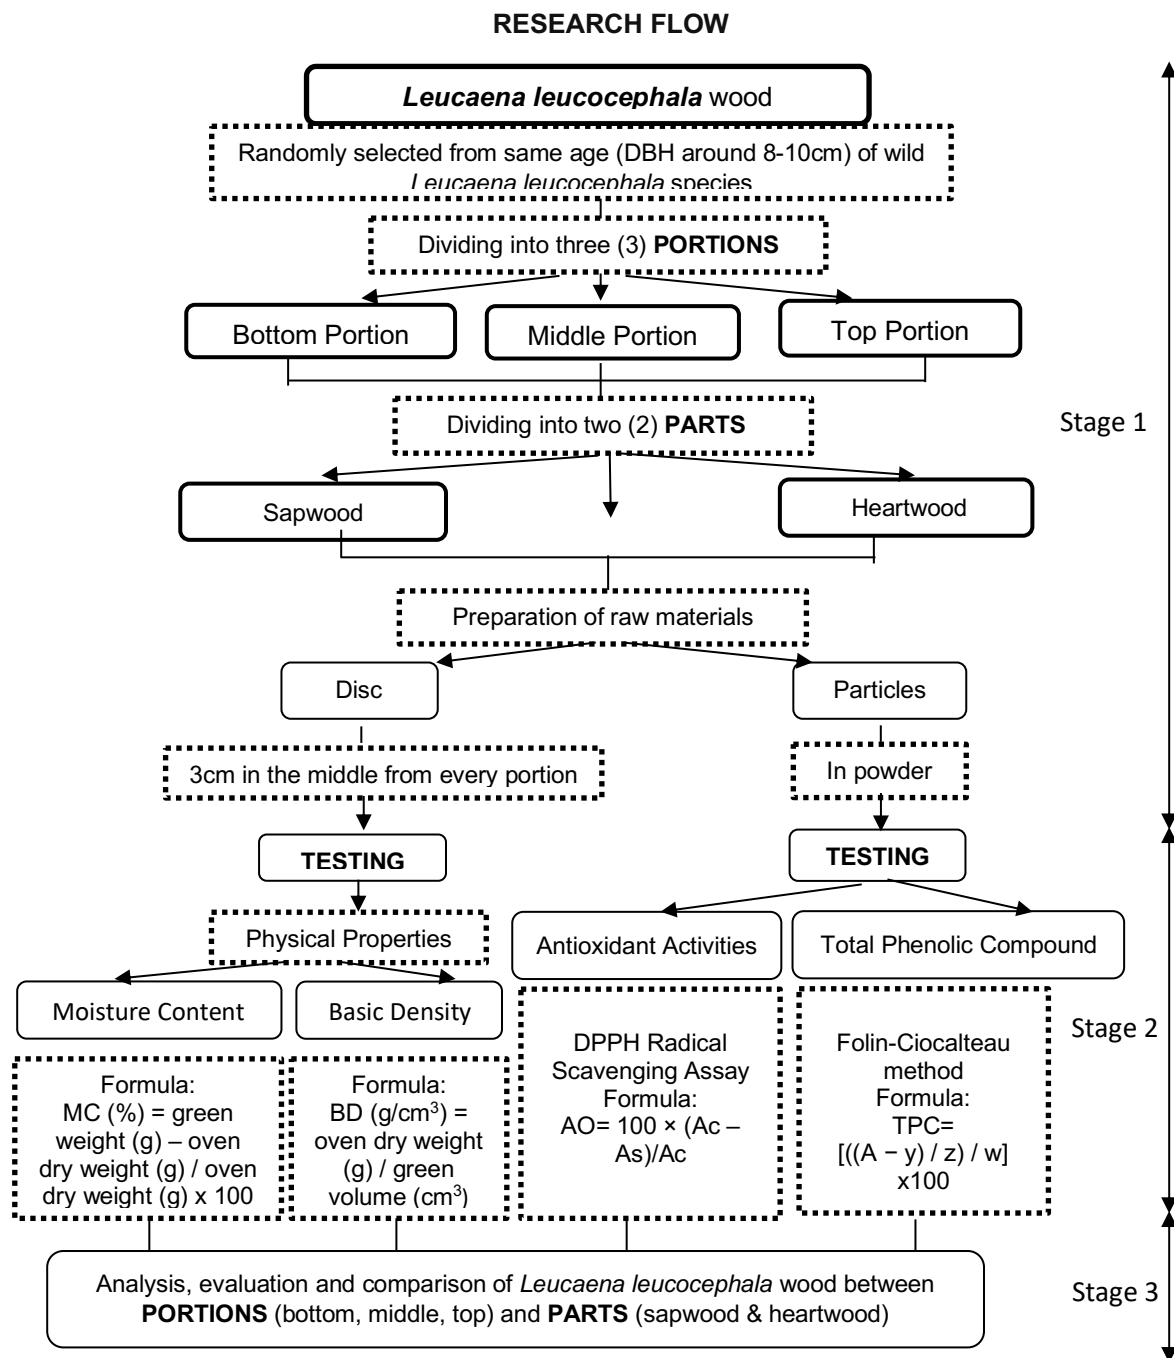 RESEARCH FLOW
Leucaena leucocephala wood
Randomly selected from same age (DBH around 8-10cm) of wild
Leucaena leucocephala species
Dividing into three (3) PORTIONS
Bottom Portion
Middle Portion
Top Portion
Dividing into two (2) PARTS
Stage 1
Sapwood
Heartwood
Preparation of raw materials
Disc
Particles
3cm in the middle from every portion
In powder
TESTING
TESTING
Physical Properties
Antioxidant Activities
Total Phenolic Compound
Moisture Content
Basic Density
Stage 2
Formula:
MC (%) = green
weight (g) – oven
dry weight (g) / oven
dry weight (g) x 100
Formula:
BD (g/cm³) =
oven dry weight
(g) / green
volume (cm³)
DPPH Radical
Scavenging Assay
Formula:
AO= 100 × (Ac –
As)/Ac
Folin-Ciocalteau
method
Formula:
TPC=
[((A − y) / z) / w]
x100
Analysis, evaluation and comparison of Leucaena leucocephala wood between
PORTIONS (bottom, middle, top) and PARTS (sapwood & heartwood)
Stage 3